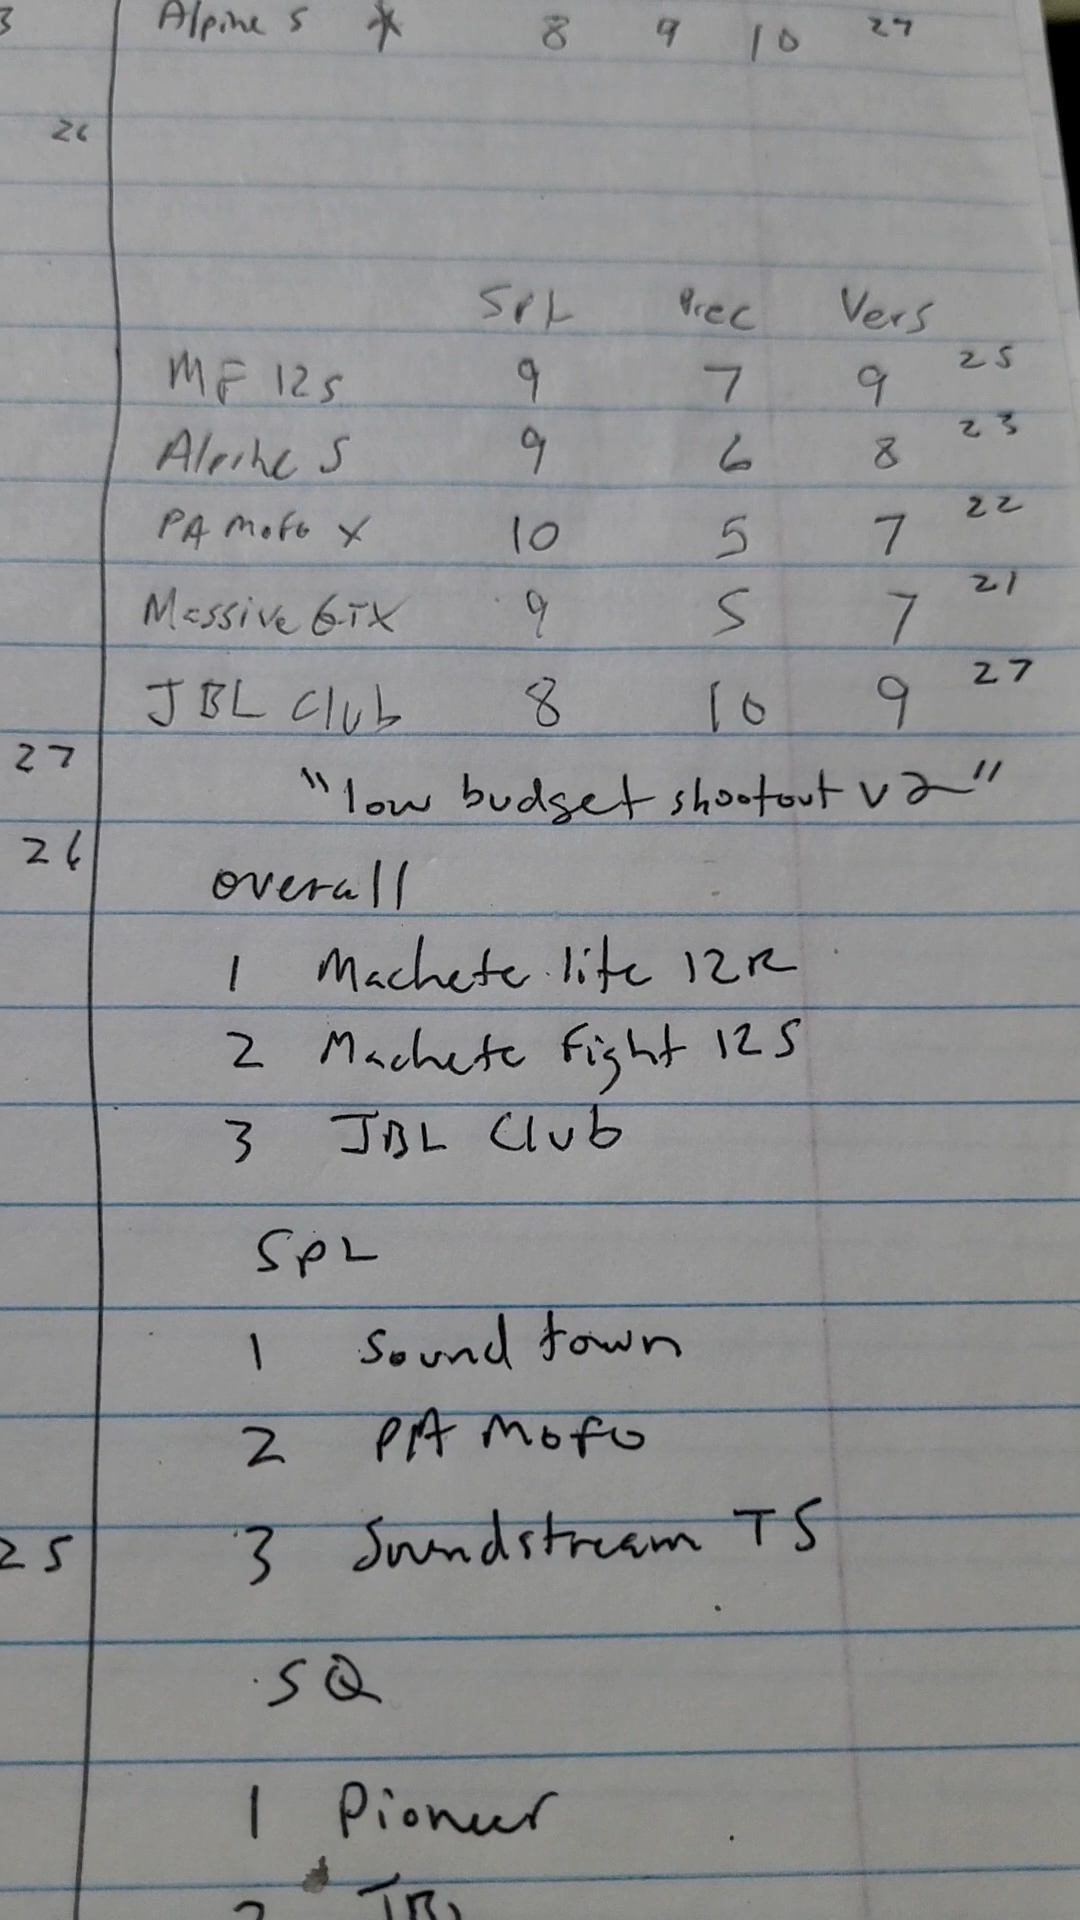 3 Alpine S * 8 9 10 27
26
SPL Prec Vers
MF 12S 9 7 9 25
Alpine S 9 6 8 23
PA Mofo X 10 5 7 22
Massive GTX 9 5 7 21
JBL Club 8 10 9 27
27
"low budget shootout v2"
26
overall
1 Machete lite 12R
2 Machete Fight 12S
3 JBL Club
SPL
1 Sound town
2 PA Mofo
25 3 Soundstream TS
SQ
1 Pioneer
2 JBL